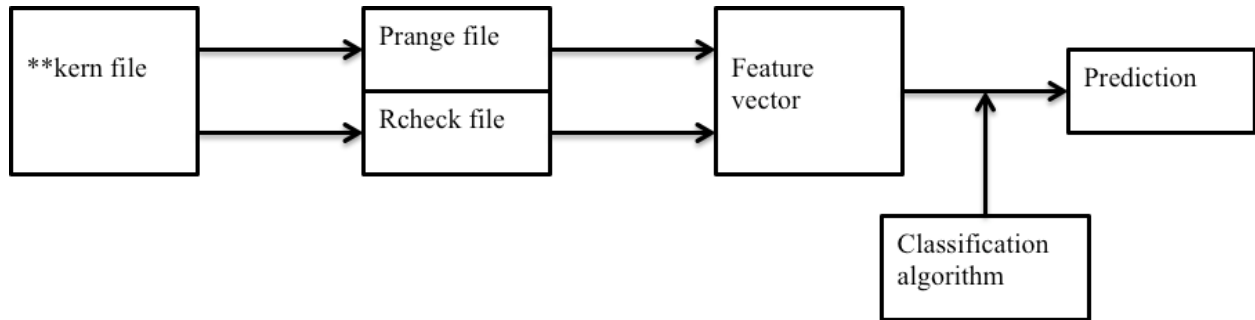 **kern file
Prange file
Rcheck file
Feature
vector
Prediction
Classification
algorithm